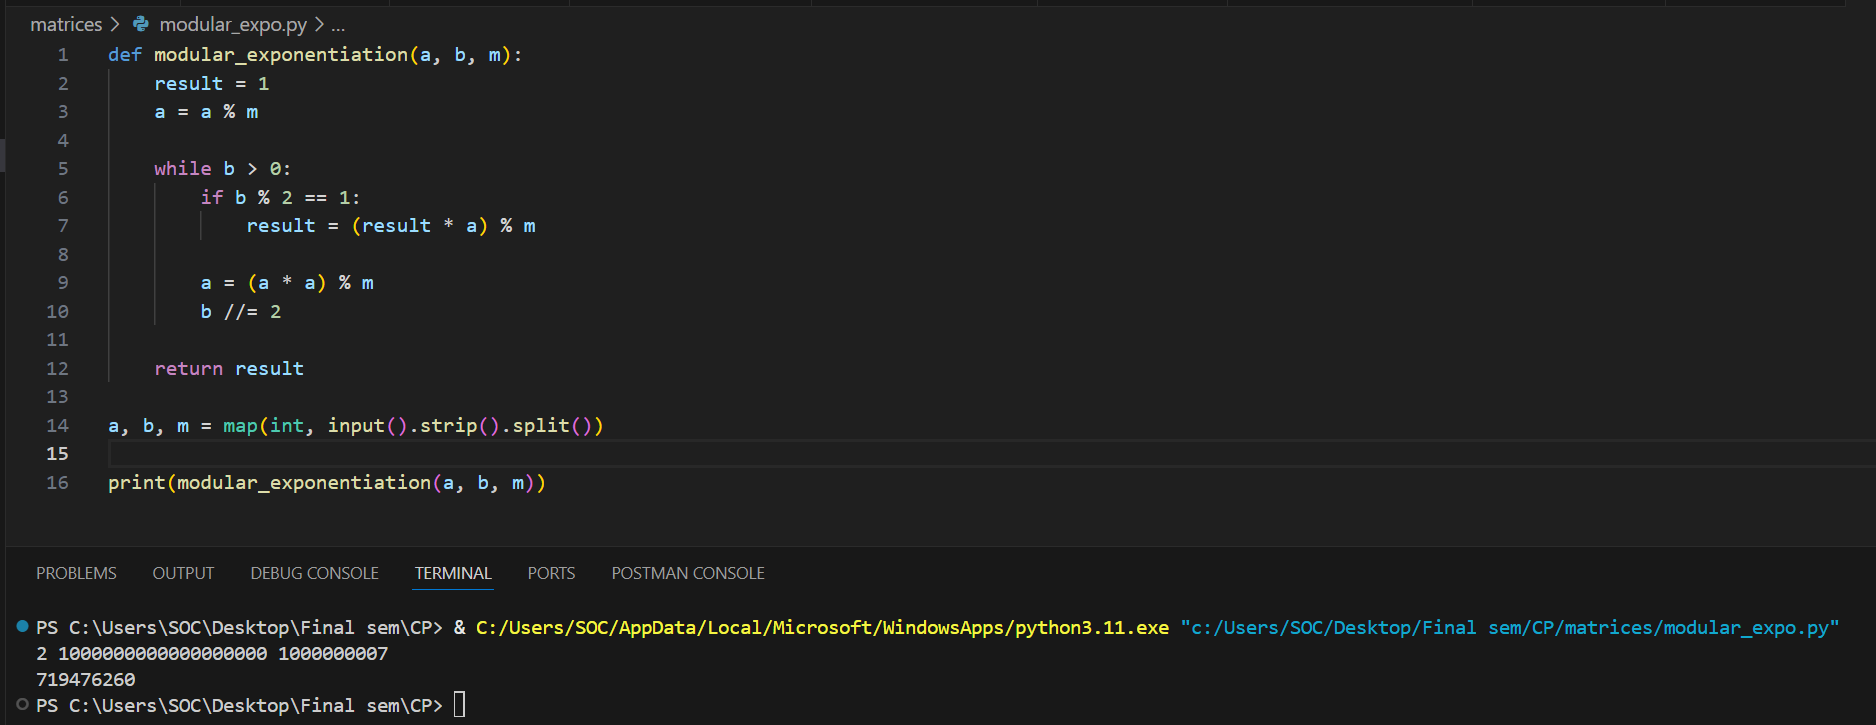 matrices > modular_expo.py > ...
1 def modular_exponentiation(a, b, m):
2     result = 1
3     a = a % m
4
5     while b > 0:
6         if b % 2 == 1:
7             result = (result * a) % m
8
9         a = (a * a) % m
10         b //= 2
11
12     return result
13
14 a, b, m = map(int, input().strip().split())
15
16 print(modular_exponentiation(a, b, m))
PROBLEMS OUTPUT DEBUG CONSOLE TERMINAL PORTS POSTMAN CONSOLE
PS C:\Users\SOC\Desktop\Final sem\CP> & C:/Users/SOC/AppData/Local/Microsoft/WindowsApps/python3.11.exe "c:/Users/SOC/Desktop/Final sem/CP/matrices/modular_expo.py"
2 1000000000000000000 1000000007
719476260
PS C:\Users\SOC\Desktop\Final sem\CP>